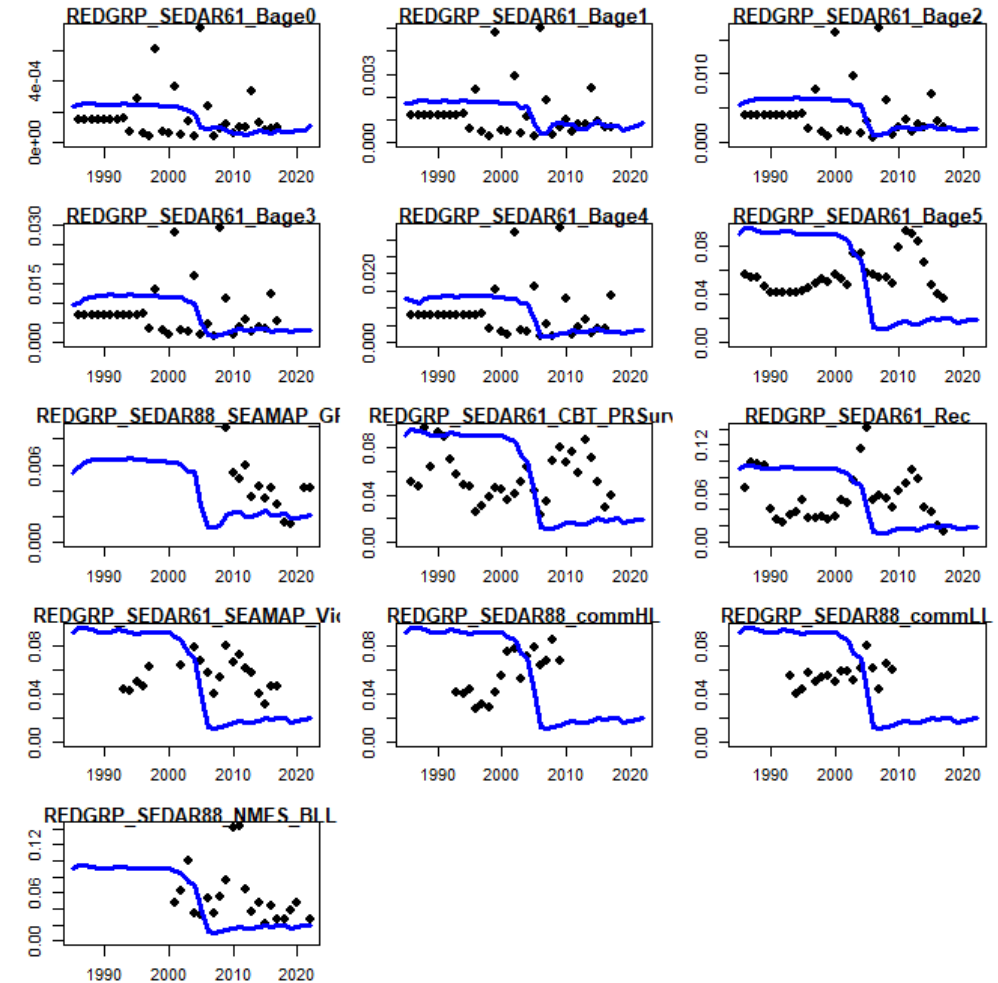 REDGRP_SEDAR61_Bage0 REDGRP_SEDAR61_Bage1 REDGRP_SEDAR61_Bage2
0e+00 4e-04
0.000 0.003
0.000 0.010
1990 2000 2010 2020 1990 2000 2010 2020 1990 2000 2010 2020
REDGRP_SEDAR61_Bage3 REDGRP_SEDAR61_Bage4 REDGRP_SEDAR61_Bage5
0.000 0.015 0.030
0.000 0.020
0.00 0.04 0.08
1990 2000 2010 2020 1990 2000 2010 2020 1990 2000 2010 2020
REDGRP_SEDAR88_SEAMAP_GF REDGRP_SEDAR61_CBT_PRSurv REDGRP_SEDAR61_Rec
0.000 0.006
0.00 0.04 0.08
0.00 0.06 0.12
1990 2000 2010 2020 1990 2000 2010 2020 1990 2000 2010 2020
REDGRP_SEDAR61_SEAMAP_Vid REDGRP_SEDAR88_commHL REDGRP_SEDAR88_commLL
0.00 0.04 0.08
0.00 0.04 0.08
0.00 0.04 0.08
1990 2000 2010 2020 1990 2000 2010 2020 1990 2000 2010 2020
REDGRP_SEDAR88_NMFS_BLL
0.00 0.06 0.12
1990 2000 2010 2020